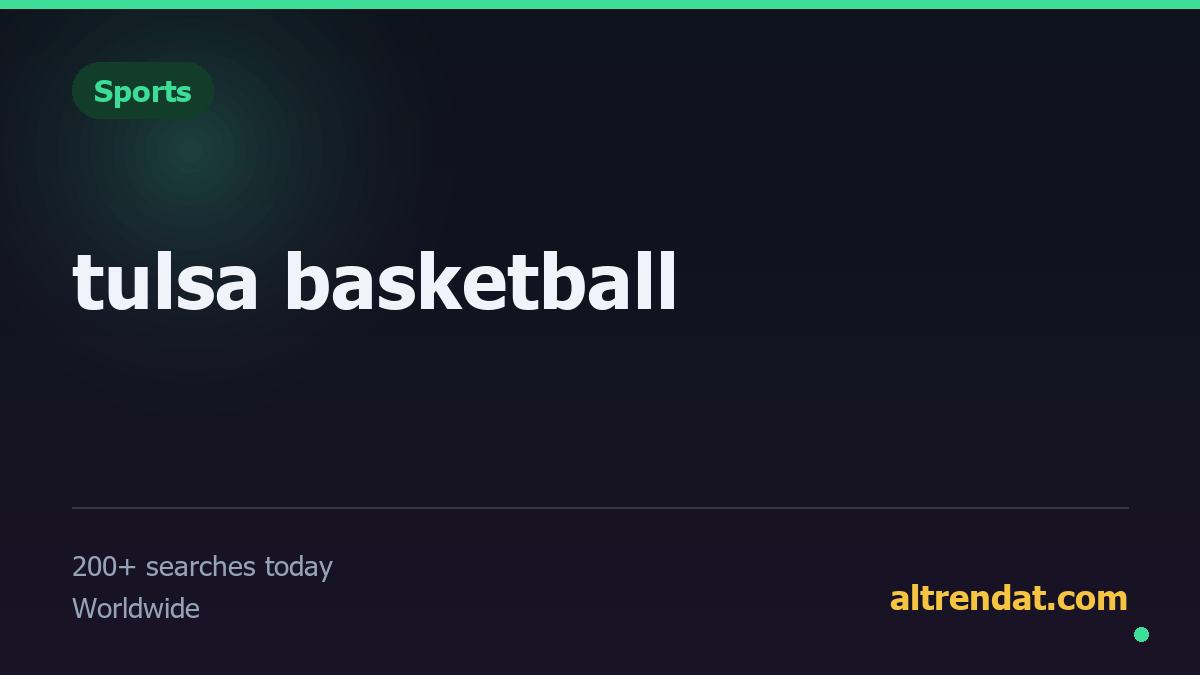 Sports
tulsa basketball
200+ searches today
Worldwide
altrendat.com